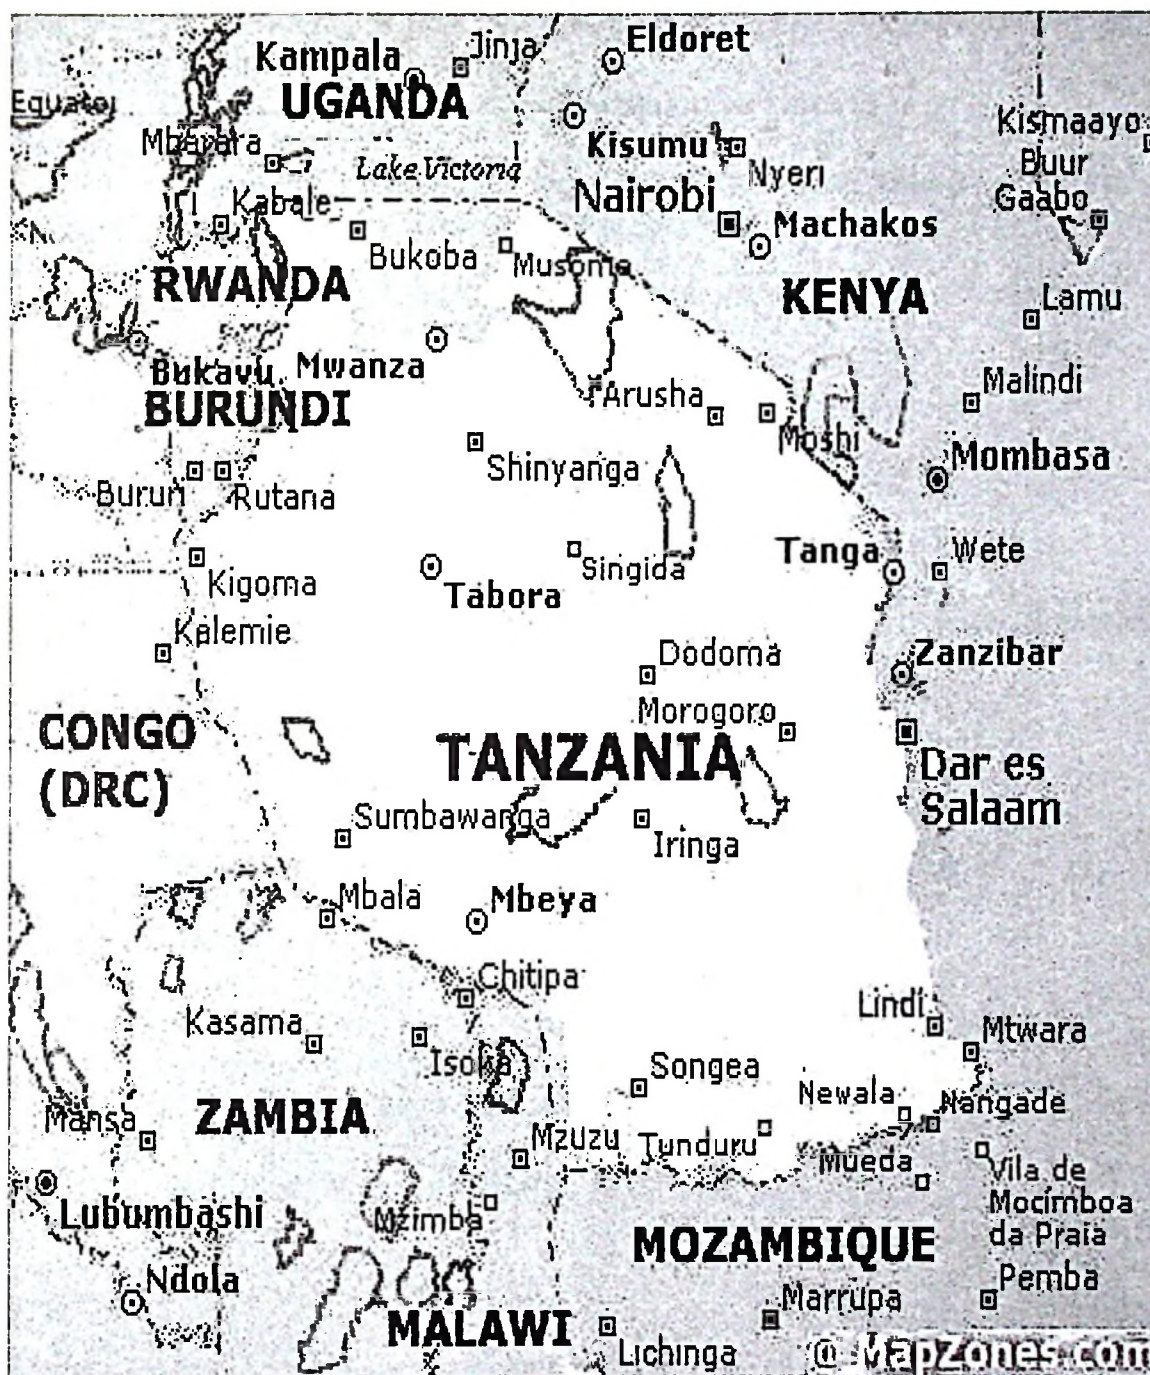 Eldoret
Jinja
Kampala
UGANDA
Equator
Kismaayo
Mbarara
Kisumu
Buur
Gaabo
Lake Victoria
Nyeri
Nairobi
Kabale
Machakos
Bukoba
Musoma
RWANDA
KENYA
Lamu
Bukavu
Mwanza
Arusha
Malindi
BURUNDI
Moshi
Mombasa
Shinyanga
Rutana
Tanga
Wete
Kigoma
Tabora
Singida
Kalemie
Dodoma
Zanzibar
Morogoro
CONGO
(DRC)
TANZANIA
Dar es
Salaam
Sumbawanga
Iringa
Mbala
Mbeya
Chitipa
Lindi
Kasama
Mtwara
Isoka
Songea
Newala
Nangade
ZAMBIA
Mansa
Mzuzu
Tunduru
Mueda
Vila de
Mocimboa
da Praia
Lubumbashi
Mzimba
MOZAMBIQUE
Ndola
Pemba
Marrupa
MALAWI
Lichinga
© MapZones.com